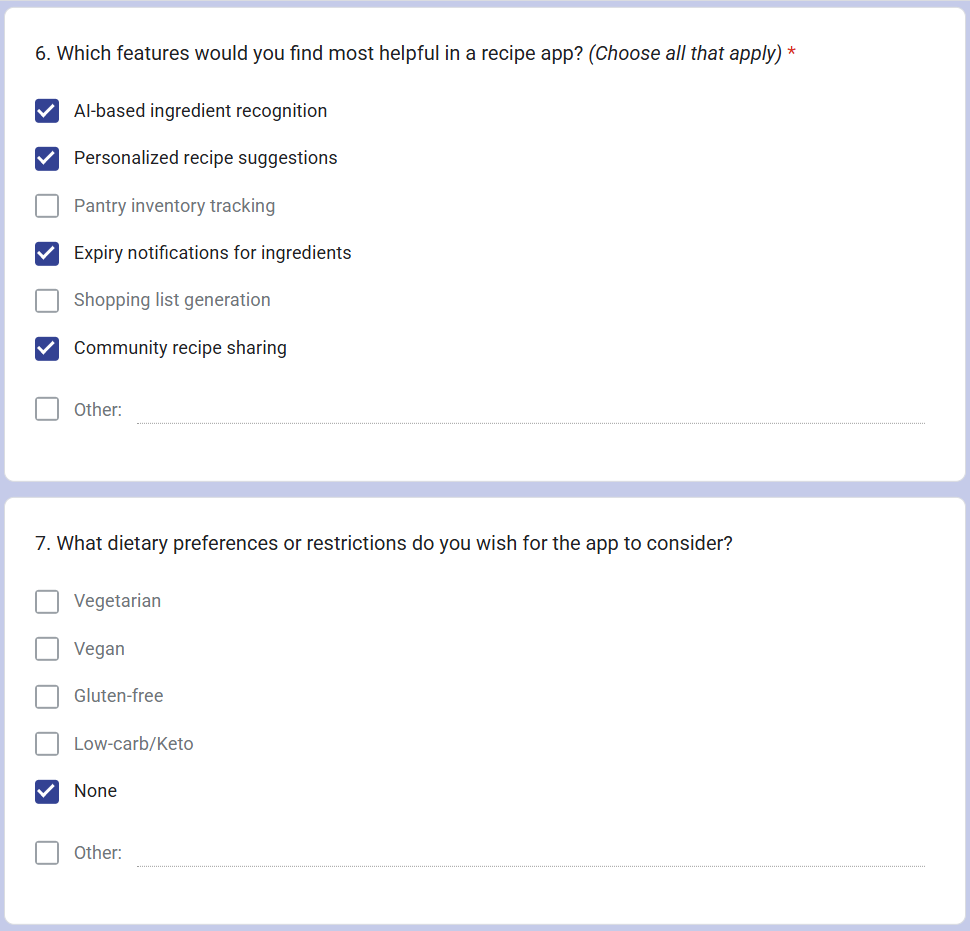 6. Which features would you find most helpful in a recipe app? (Choose all that apply) *
AI-based ingredient recognition
Personalized recipe suggestions
Pantry inventory tracking
Expiry notifications for ingredients
Shopping list generation
Community recipe sharing
Other:
7. What dietary preferences or restrictions do you wish for the app to consider?
Vegetarian
Vegan
Gluten-free
Low-carb/Keto
None
Other: